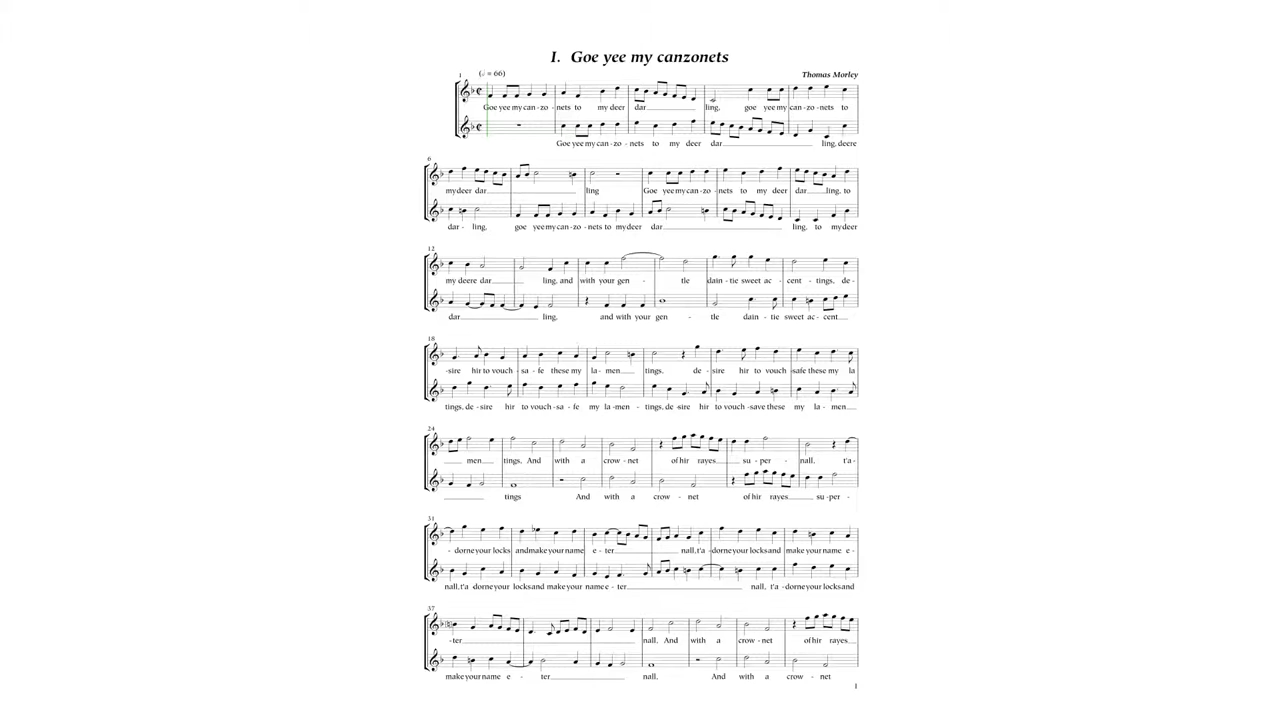 I. Goe yee my canzonets
1 (𝅗𝅥 = 66) Thomas Morley
Goe yee my can - zo - nets to my deer dar ling, goe yee my can - zo - nets to
Goe yee my can - zo - nets to my deer dar ling, deere
6
my deer dar ling Goe yee my can - zo - nets to my deer dar - ling, to
dar - ling, goe yee my can - zo - nets to my deer dar ling, to my deer
12
my deere dar ling, and with your gen - tle dain - tie sweet ac - cent - tings, de-
dar ling, and with your gen - tle dain - tie sweet ac - cent
18
-sire hir to vouch - sa - fe these my la - men tings. de - sire hir to vouch - safe these my la
tings, de - sire hir to vouch - sa - fe my la - men - tings, de - sire hir to vouch - save these my la - men
24
men tings, And with a crow - net of hir rayes su - per - nall, t'a-
tings And with a crow - net of hir rayes su - per -
31
- dorne your locks and make your name e - ter nall, t'a - dorne your locks and make your name e -
nall, t'a dorne your locks and make your name e - ter nall, t'a - dorne your locks and
37
-ter nall, And with a crow - net of hir rayes
make your name e - ter nall, And with a crow - net
1